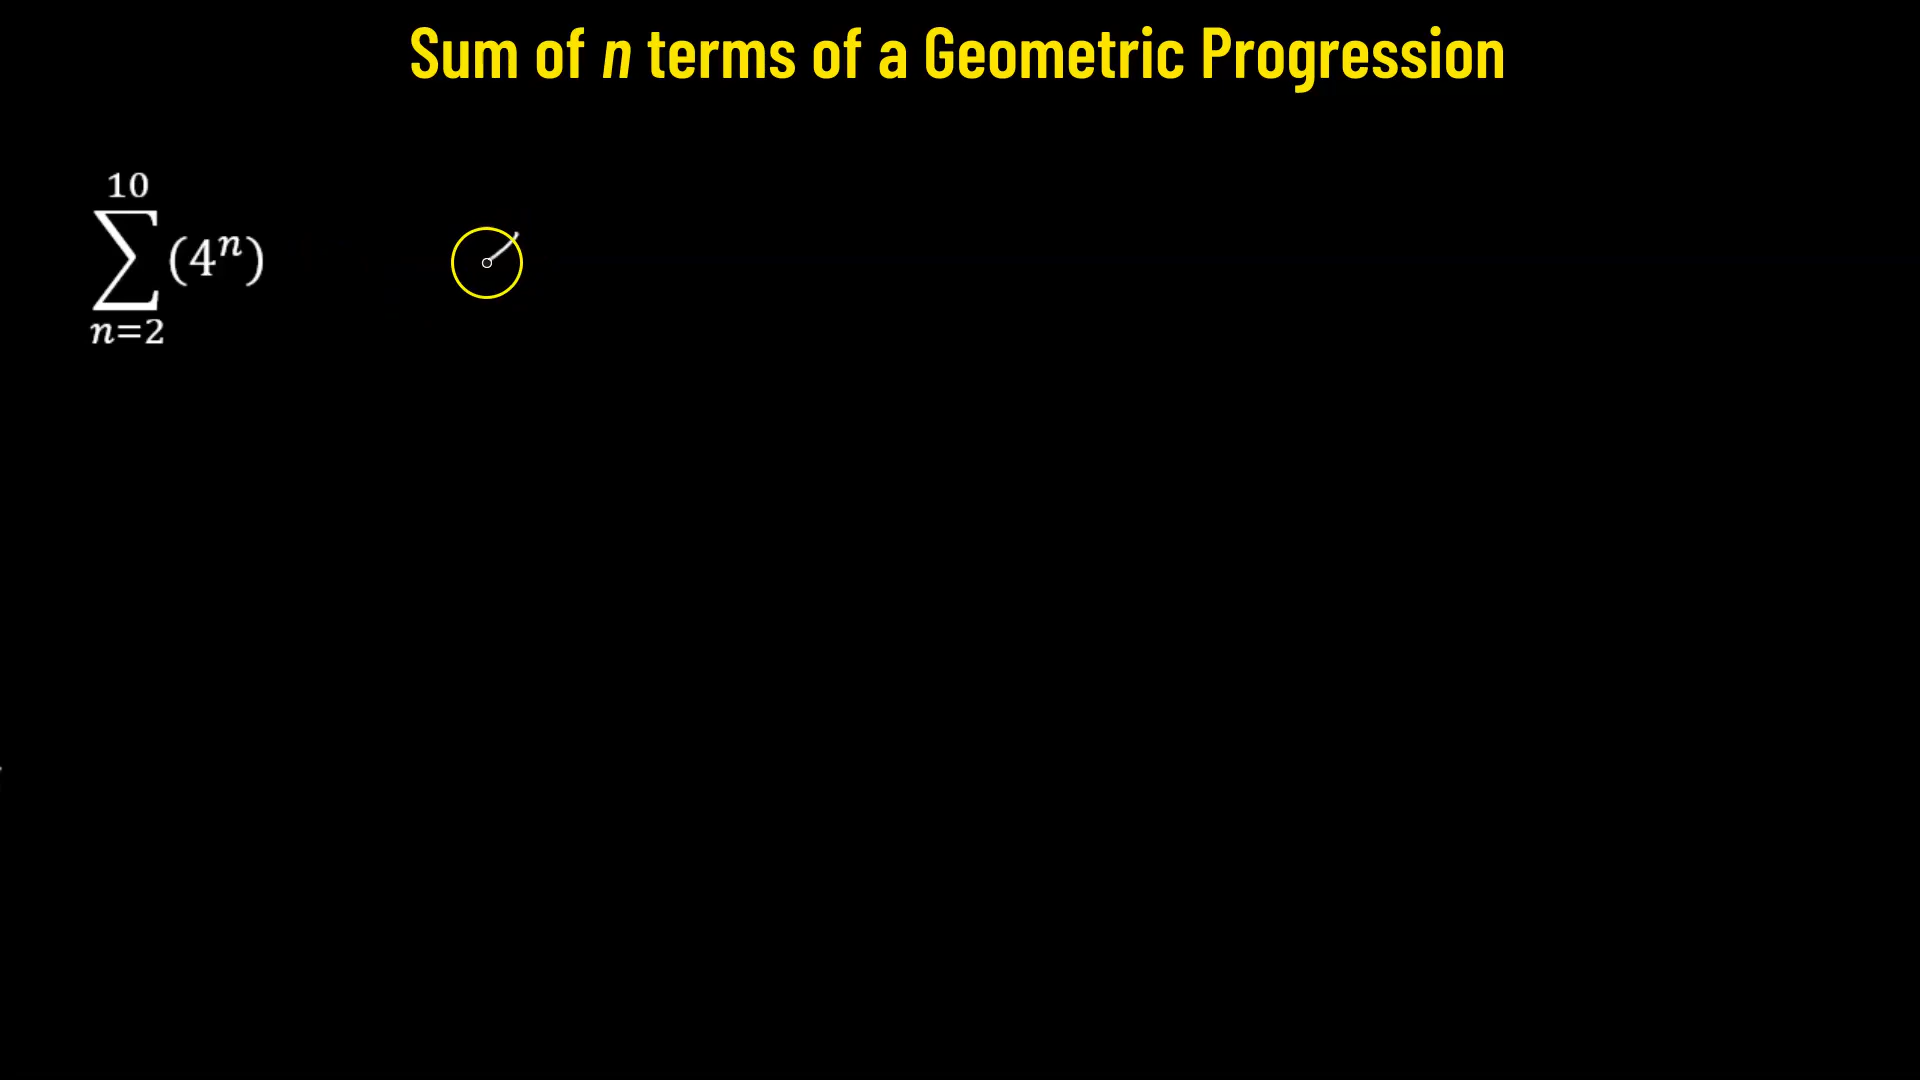 Sum of n terms of a Geometric Progression
10
∑(4ⁿ)
n=2